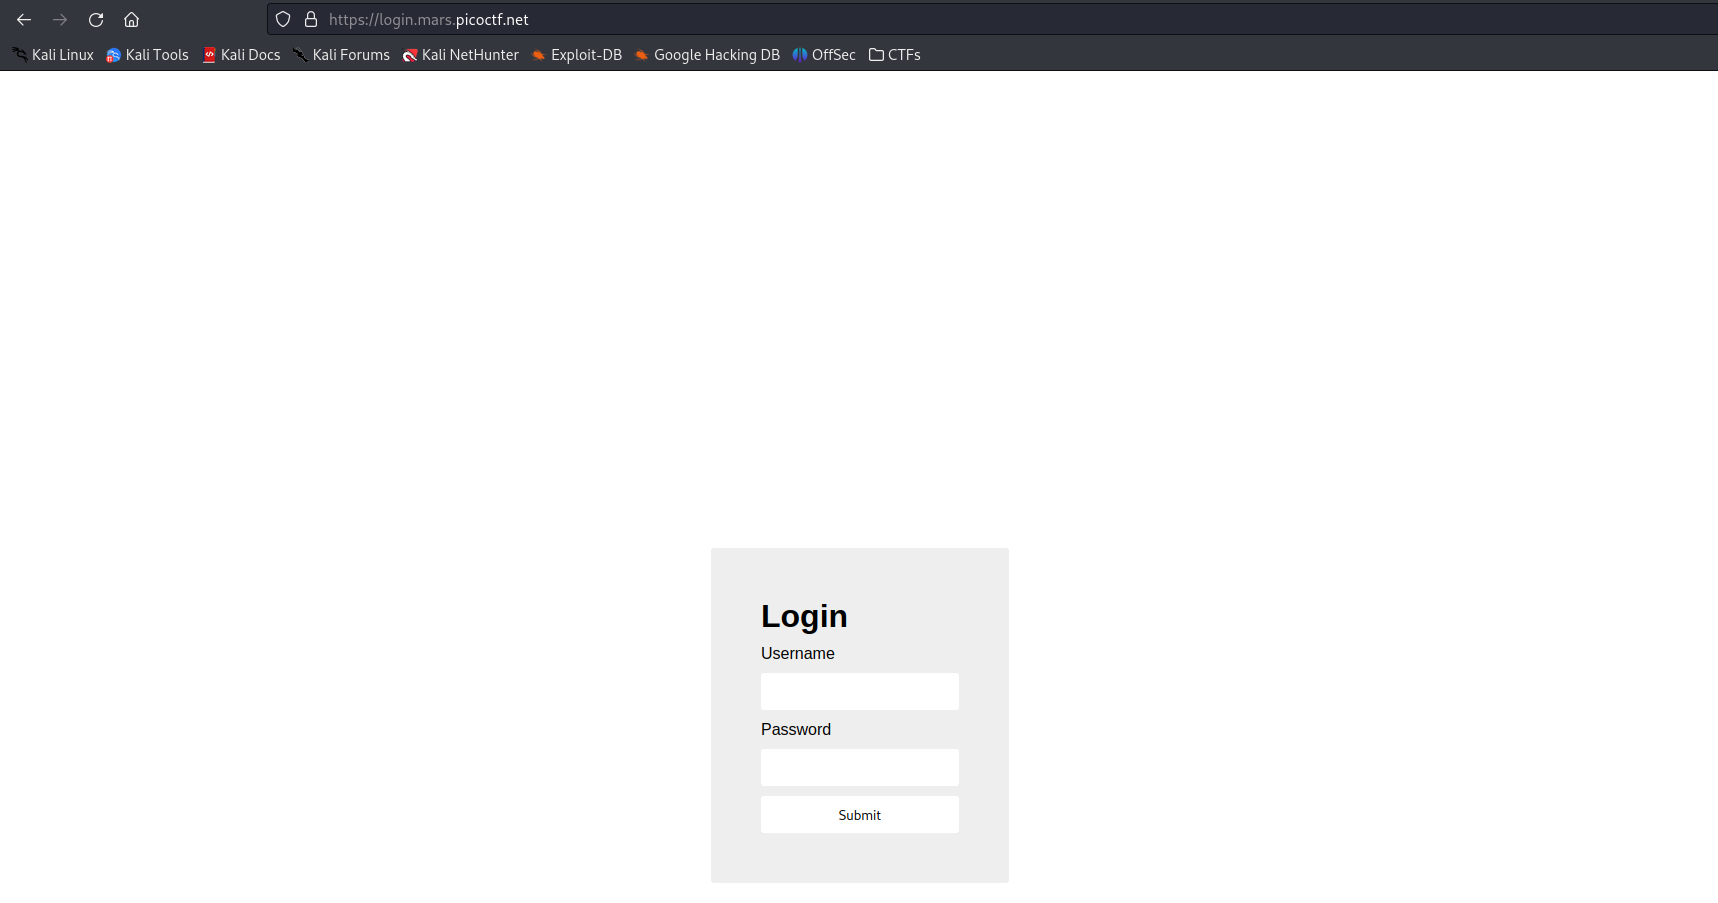 https://login.mars.picoctf.net
Kali Linux Kali Tools Kali Docs Kali Forums Kali NetHunter Exploit-DB Google Hacking DB OffSec CTFs
Login
Username
Password
Submit